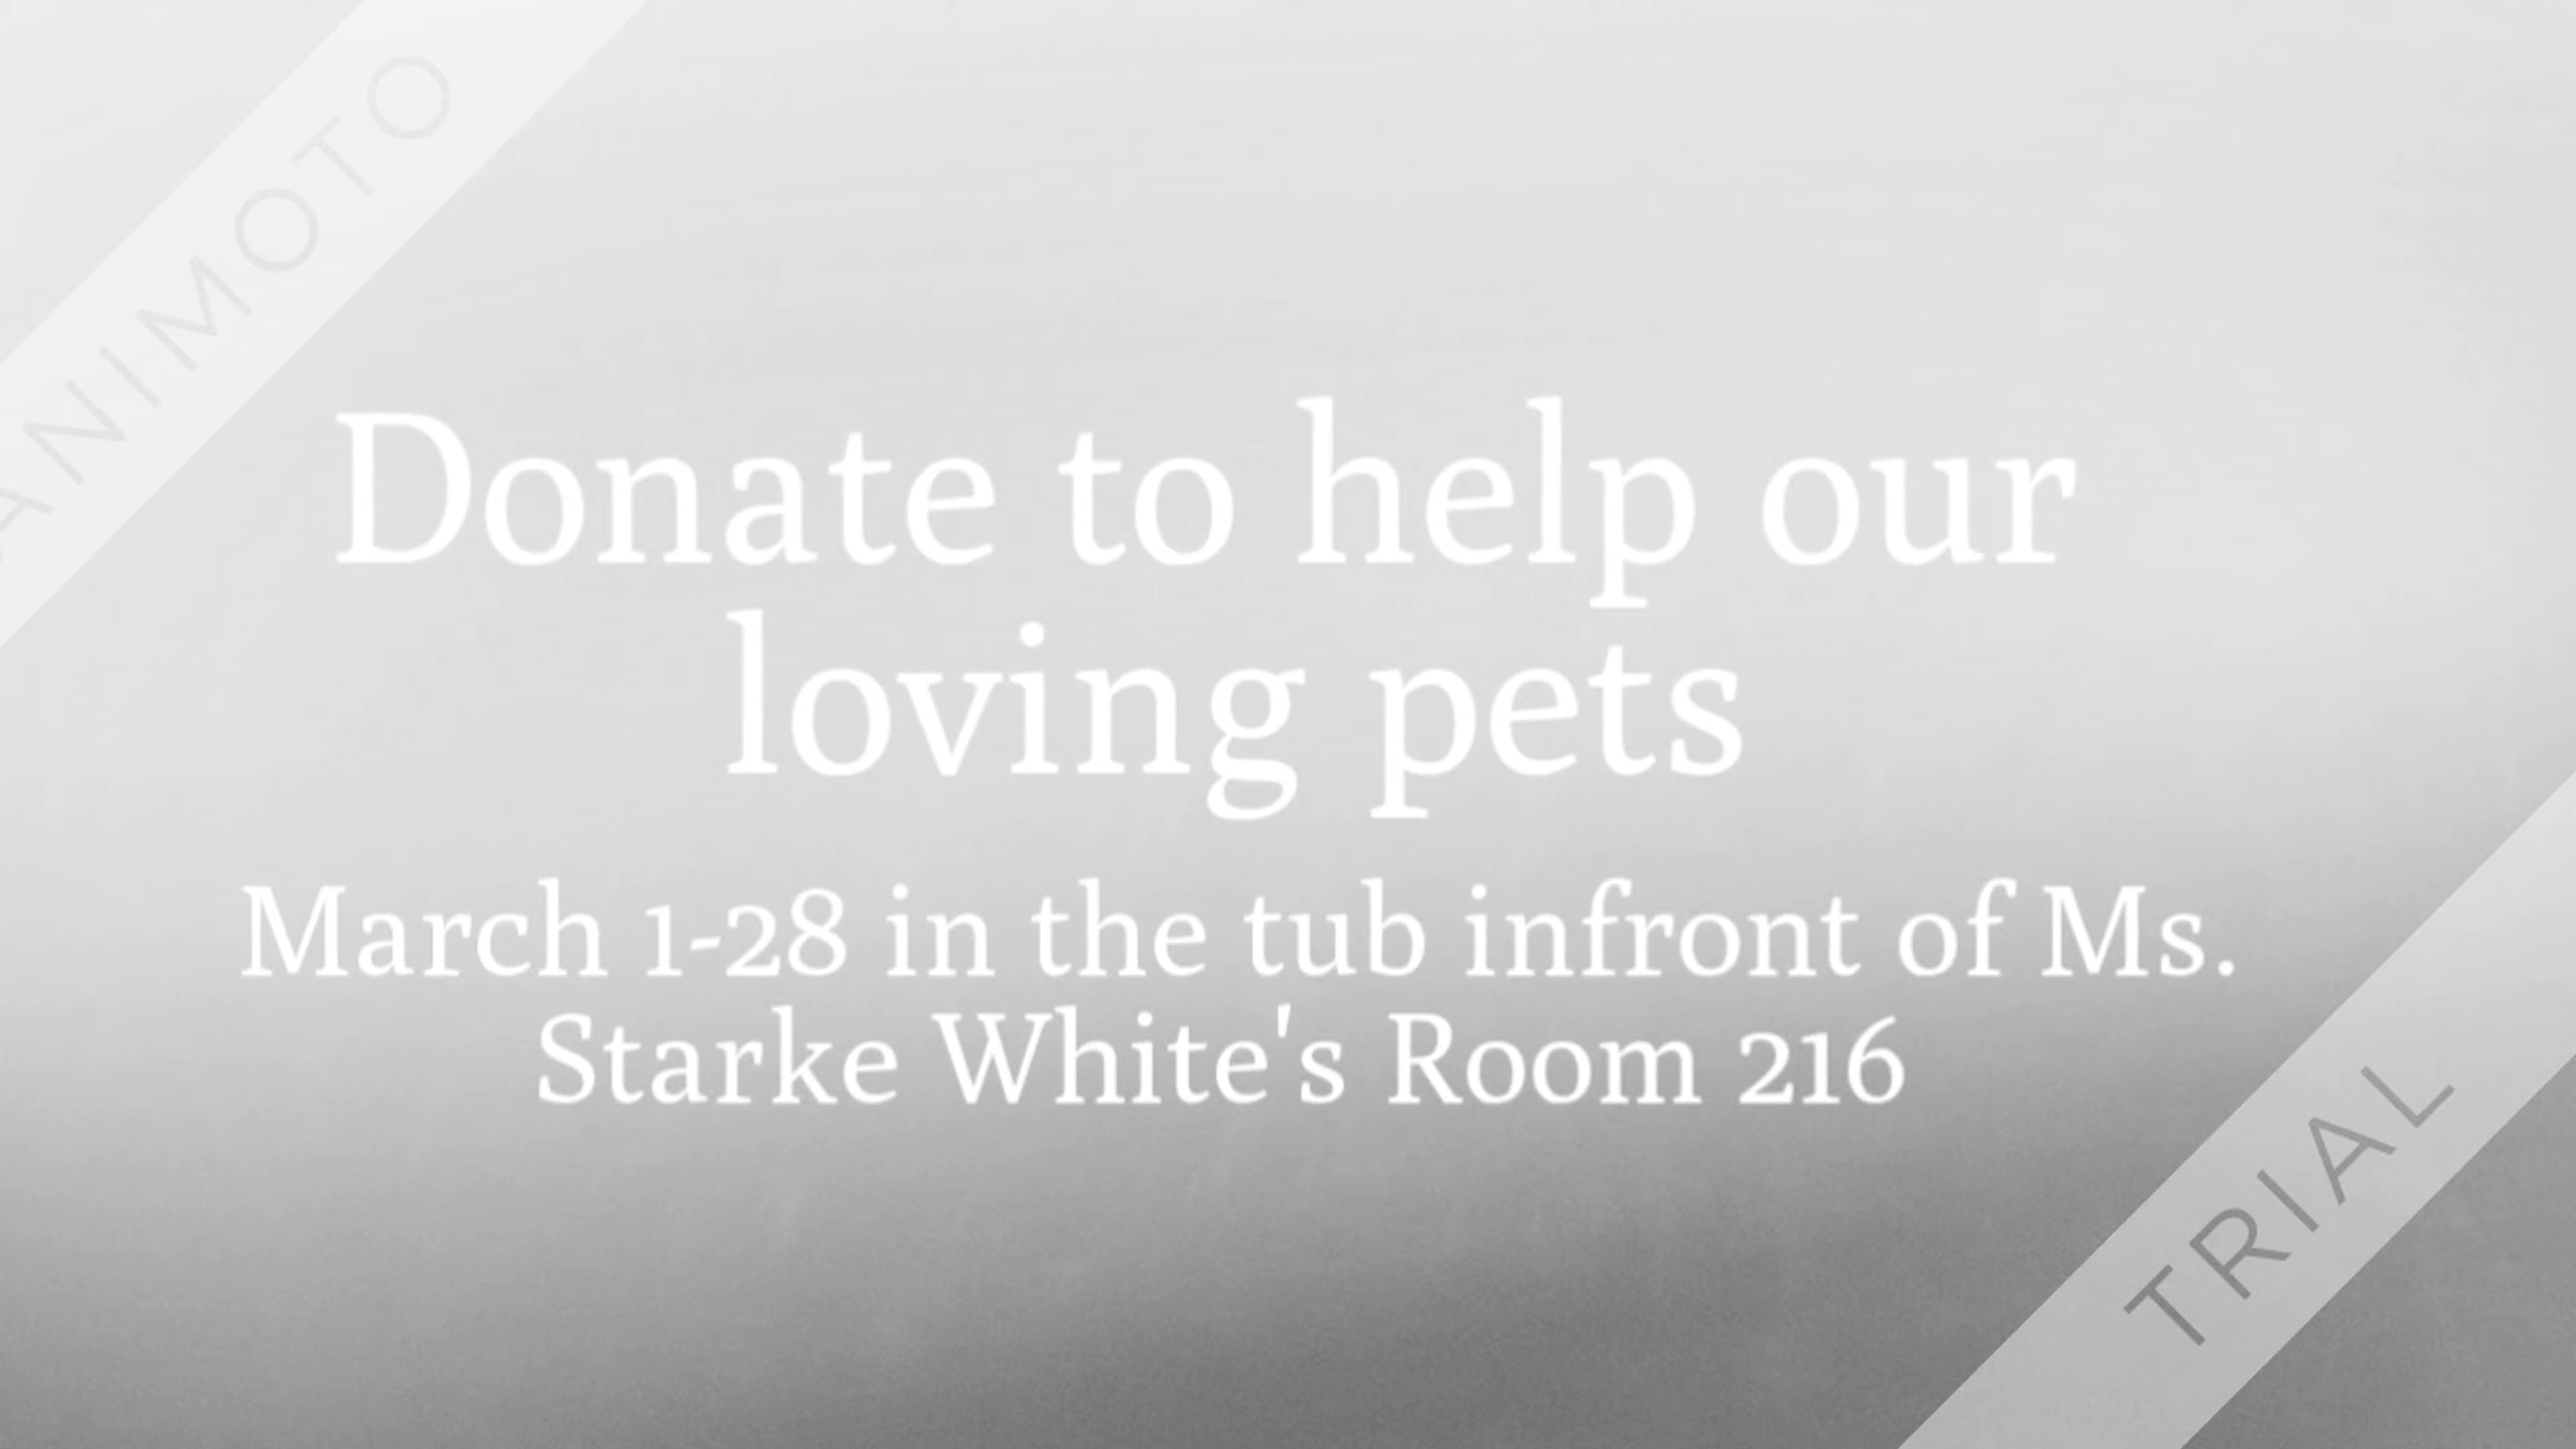 ANIMOTO
Donate to help our
loving pets
March 1-28 in the tub infront of Ms.
Starke White's Room 216
TRIAL